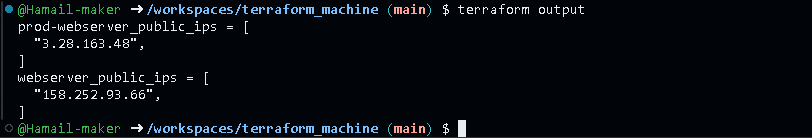 @Hamail-maker ➜ /workspaces/terraform_machine (main) $ terraform output
prod-webserver_public_ips = [
  "3.28.163.48",
]
webserver_public_ips = [
  "158.252.93.66",
]
@Hamail-maker ➜ /workspaces/terraform_machine (main) $